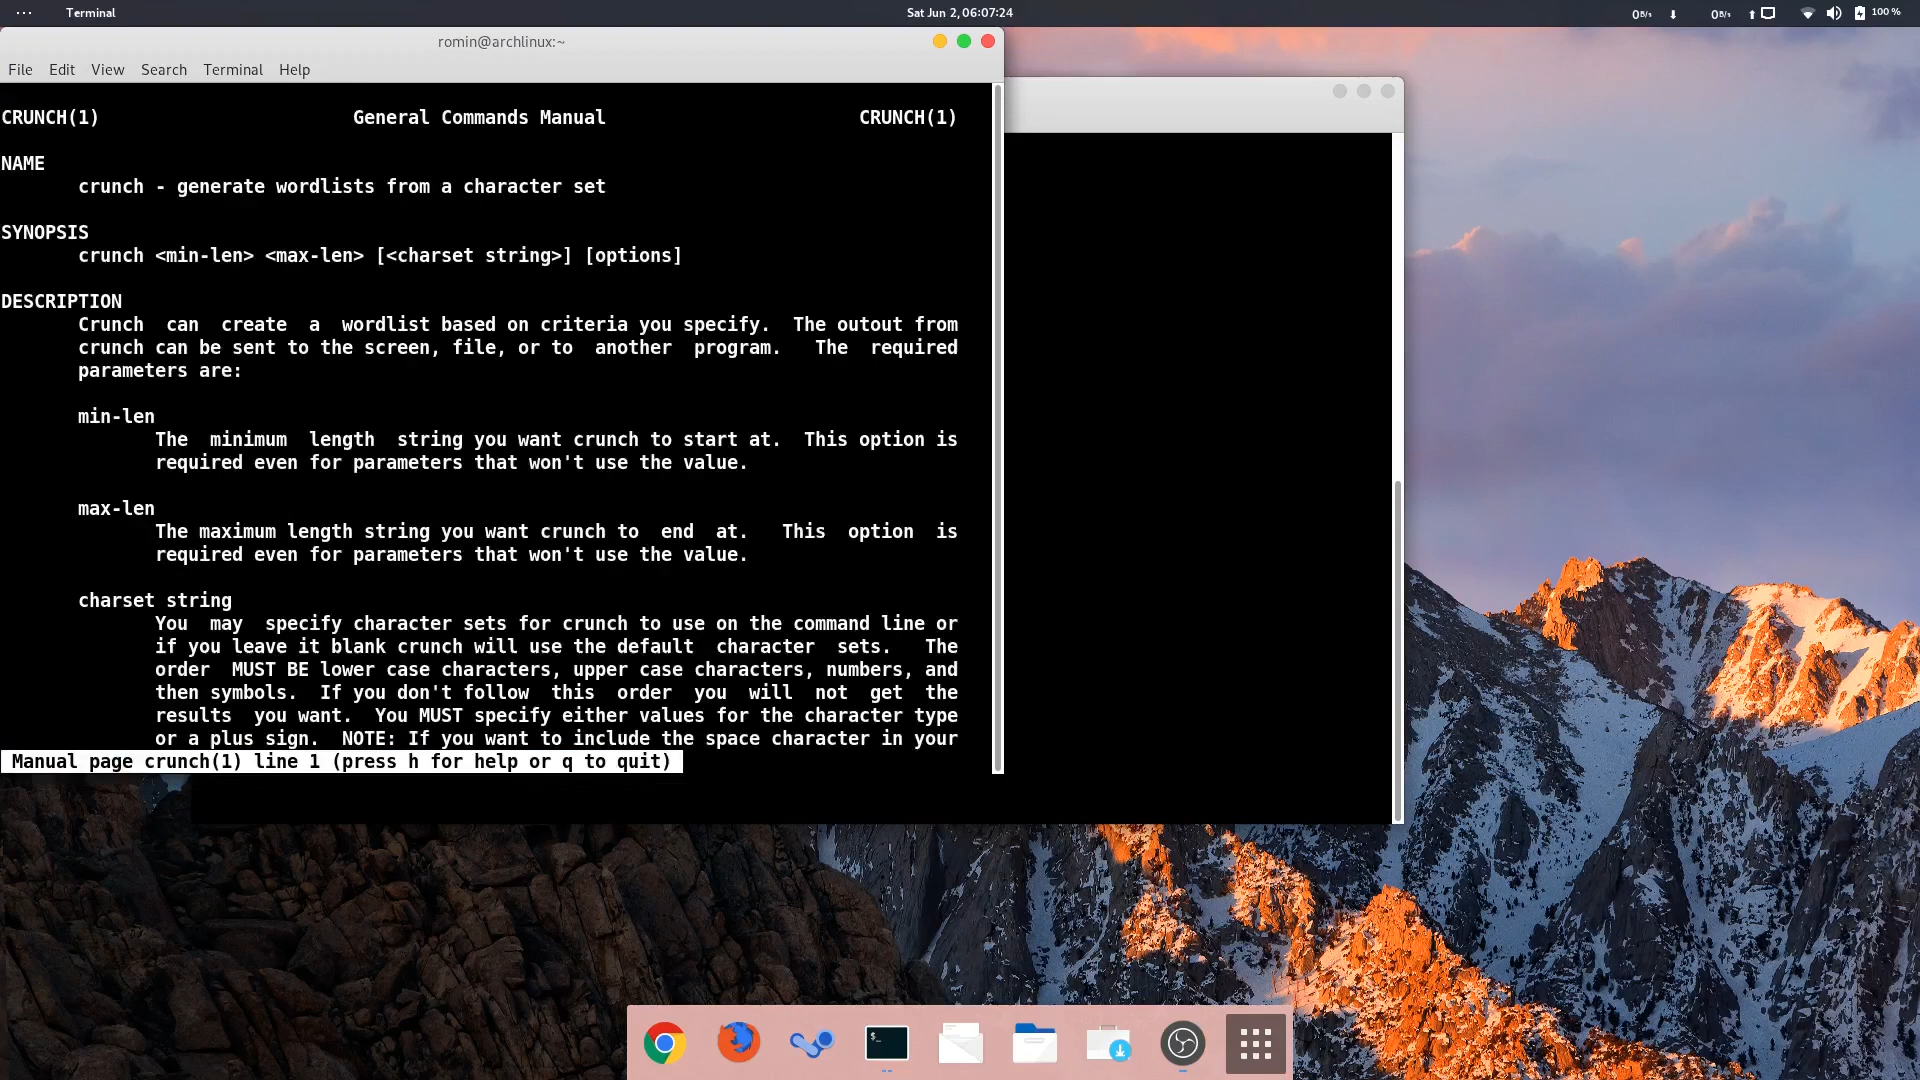 Terminal
Sat Jun 2, 06:07:24
0 B/s
0 B/s
100 %
romin@archlinux:~
File Edit View Search Terminal Help
CRUNCH(1) General Commands Manual CRUNCH(1)
NAME
crunch - generate wordlists from a character set
SYNOPSIS
crunch <min-len> <max-len> [<charset string>] [options]
DESCRIPTION
Crunch can create a wordlist based on criteria you specify. The outout from
crunch can be sent to the screen, file, or to another program. The required
parameters are:
min-len
The minimum length string you want crunch to start at. This option is
required even for parameters that won't use the value.
max-len
The maximum length string you want crunch to end at. This option is
required even for parameters that won't use the value.
charset string
You may specify character sets for crunch to use on the command line or
if you leave it blank crunch will use the default character sets. The
order MUST BE lower case characters, upper case characters, numbers, and
then symbols. If you don't follow this order you will not get the
results you want. You MUST specify either values for the character type
or a plus sign. NOTE: If you want to include the space character in your
Manual page crunch(1) line 1 (press h for help or q to quit)
$_